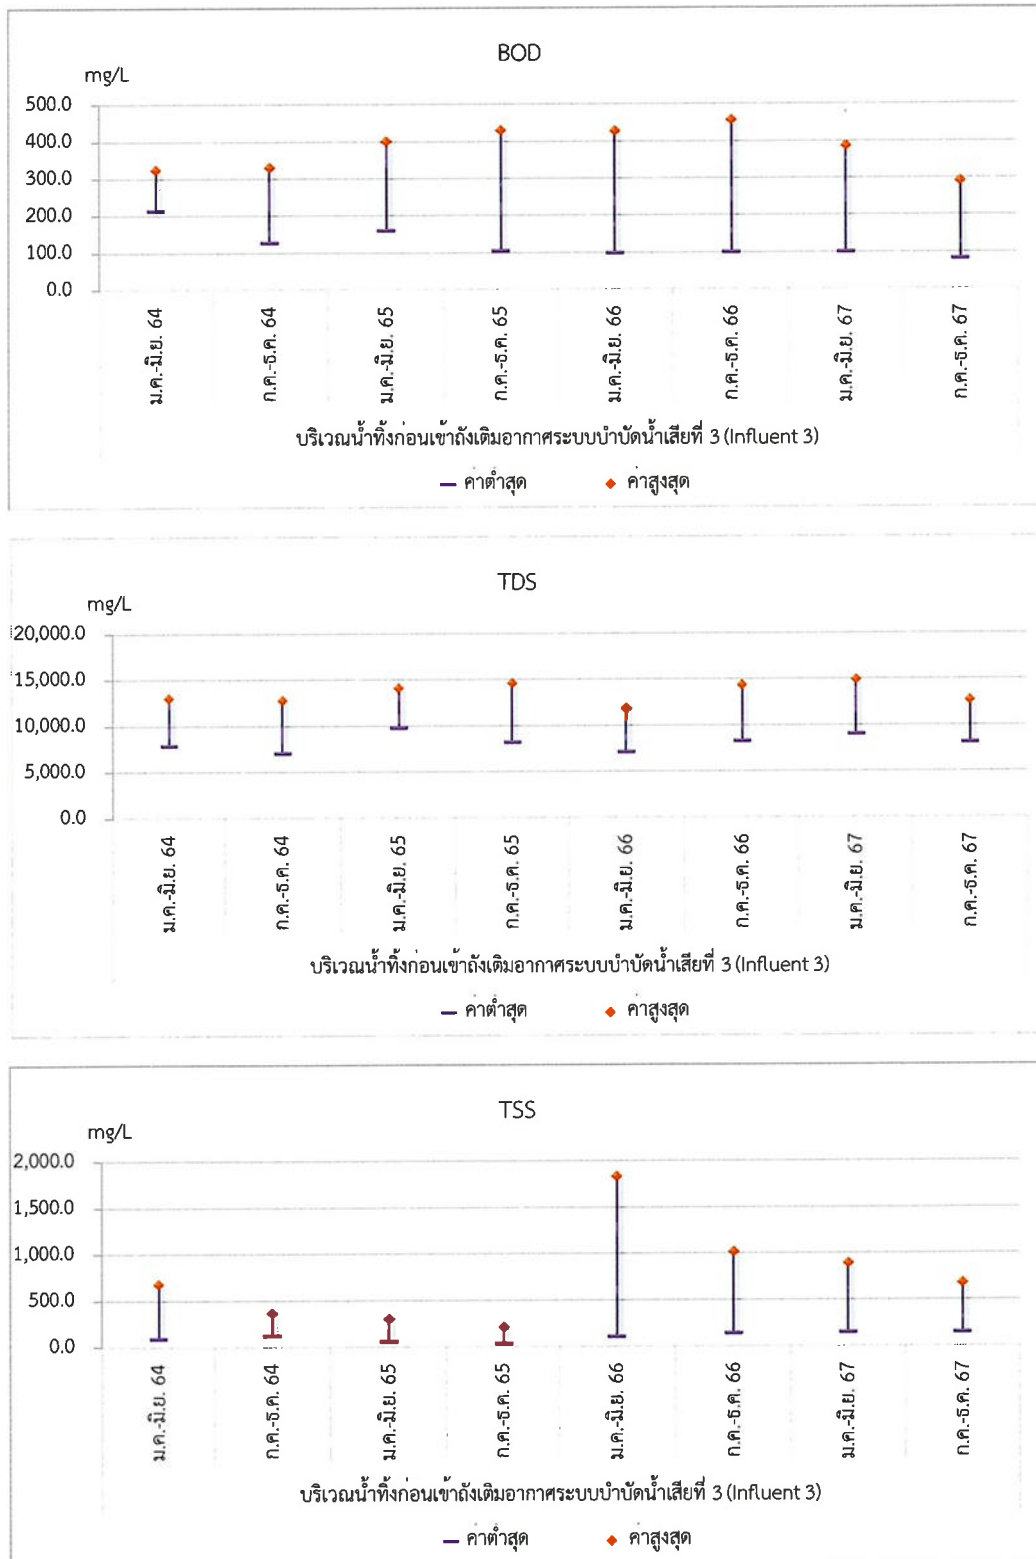 BOD
mg/L
500.0
400.0
300.0
200.0
100.0
0.0
ม.ค.-มิ.ย. 64
ก.ค.-ธ.ค. 64
ม.ค.-มิ.ย. 65
ก.ค.-ธ.ค. 65
ม.ค.-มิ.ย. 66
ก.ค.-ธ.ค. 66
ม.ค.-มิ.ย. 67
ก.ค.-ธ.ค. 67
บริเวณน้ำทิ้งก่อนเข้าถังเติมอากาศระบบบำบัดน้ำเสียที่ 3 (Influent 3)
ค่าต่ำสุด ค่าสูงสุด
TDS
mg/L
20,000.0
15,000.0
10,000.0
5,000.0
0.0
ม.ค.-มิ.ย. 64
ก.ค.-ธ.ค. 64
ม.ค.-มิ.ย. 65
ก.ค.-ธ.ค. 65
ม.ค.-มิ.ย. 66
ก.ค.-ธ.ค. 66
ม.ค.-มิ.ย. 67
ก.ค.-ธ.ค. 67
บริเวณน้ำทิ้งก่อนเข้าถังเติมอากาศระบบบำบัดน้ำเสียที่ 3 (Influent 3)
ค่าต่ำสุด ค่าสูงสุด
TSS
mg/L
2,000.0
1,500.0
1,000.0
500.0
0.0
ม.ค.-มิ.ย. 64
ก.ค.-ธ.ค. 64
ม.ค.-มิ.ย. 65
ก.ค.-ธ.ค. 65
ม.ค.-มิ.ย. 66
ก.ค.-ธ.ค. 66
ม.ค.-มิ.ย. 67
ก.ค.-ธ.ค. 67
บริเวณน้ำทิ้งก่อนเข้าถังเติมอากาศระบบบำบัดน้ำเสียที่ 3 (Influent 3)
ค่าต่ำสุด ค่าสูงสุด